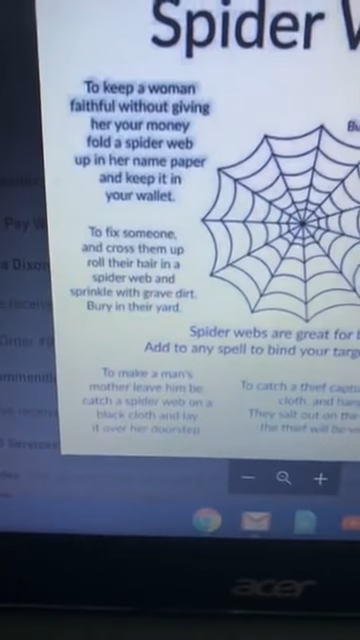 Spider
To keep a woman
faithful without giving
her your money
fold a spider web
up in her name paper
and keep it in
your wallet.
To fix someone,
and cross them up
roll their hair in a
spider web and
sprinkle with grave dirt.
Bury in their yard.
Spider webs are great for
Add to any spell to bind your
To make a man's
mother leave him be
catch a spider web on a
black cloth and lay
it over her doorstep
To catch a thief
cloth and
They salt out on the
the thief will be
Pay
acer